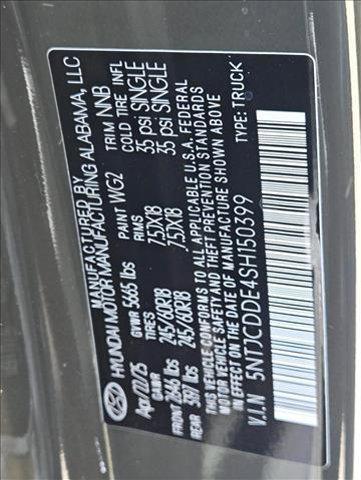 MANUFACTURED BY
HYUNDAI MOTOR MANUFACTURING ALABAMA, LLC
Apr/22/25 PAINT WG2 TRIM NNB
GVWR 5665 lbs
GAWR TIRES RIMS COLD TIRE INFL
FRONT 2646 lbs 245/60R18 7.5JX18 35 psi SINGLE
REAR 3197 lbs 245/60R18 7.5JX18 35 psi SINGLE
THIS VEHICLE CONFORMS TO ALL APPLICABLE U.S.A. FEDERAL
MOTOR VEHICLE SAFETY AND THEFT PREVENTION
STANDARDS IN EFFECT ON THE DATE OF MANUFACTURE SHOWN ABOVE
V.I.N 5NTJCDDE4SH150399 TYPE: TRUCK